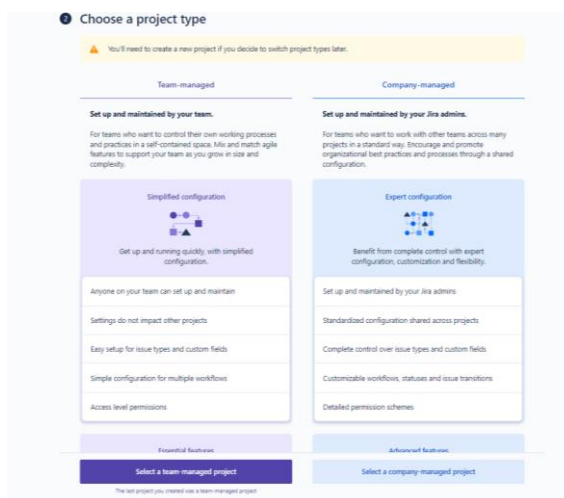 2 Choose a project type
You'll need to create a new project if you decide to switch project types later.
Team-managed
Set up and maintained by your team.
For teams who want to control their own working processes
and practices in a self-contained space. Mix and match agile
features to support your team as you grow in size and
complexity.
Simplified configuration
Get up and running quickly, with simplified
configuration.
Anyone on your team can set up and maintain
Settings do not impact other projects
Easy setup for issue types and custom fields
Simple configuration for multiple workflows
Access level permissions
Essential features
Select a team-managed project
The last project you created was a team-managed project
Company-managed
Set up and maintained by your Jira admins.
For teams who want to work with other teams across many
projects in a standard way. Encourage and promote
organizational best practices and processes through a shared
configuration.
Expert configuration
Benefit from complete control with expert
configuration, customization and flexibility.
Set up and maintained by your Jira admins
Standardized configuration shared across projects
Complete control over issue types and custom fields
Customizable workflows, statuses and issue transitions
Detailed permission schemes
Advanced features
Select a company-managed project